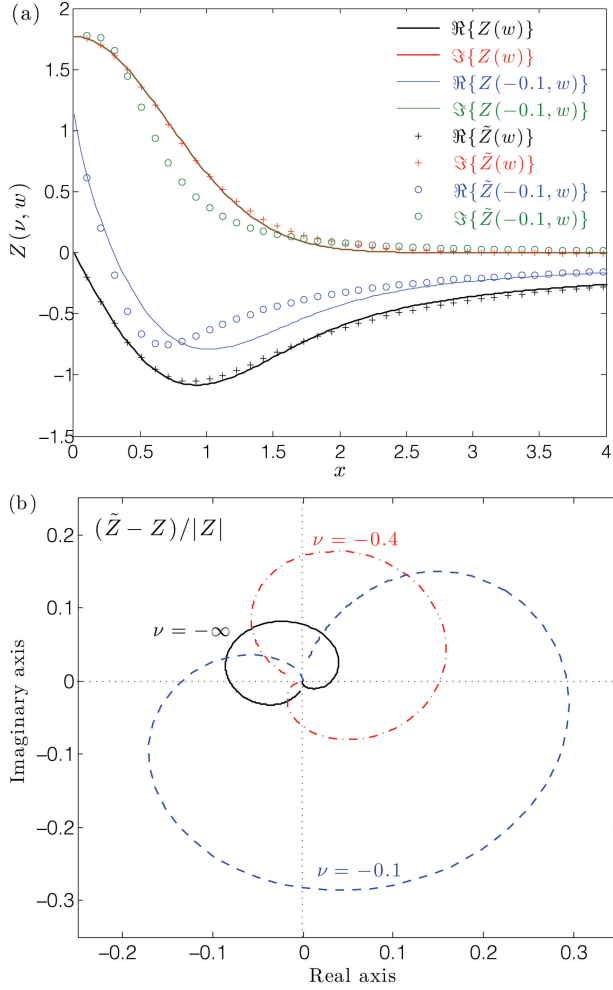 (a)
2
1.5
1
0.5
0
−0.5
−1
−1.5
Z(ν, w)
ℜ{Z(w)}
ℑ{Z(w)}
ℜ{Z(−0.1, w)}
ℑ{Z(−0.1, w)}
ℜ{Z̃(w)}
ℑ{Z̃(w)}
ℜ{Z̃(−0.1, w)}
ℑ{Z̃(−0.1, w)}
0 0.5 1 1.5 2 2.5 3 3.5 4
x
(b)
(Z̃ − Z)/|Z|
ν = −0.4
ν = −∞
ν = −0.1
0.2
0.1
0
−0.1
−0.2
−0.3
Imaginary axis
−0.2 −0.1 0 0.1 0.2 0.3
Real axis